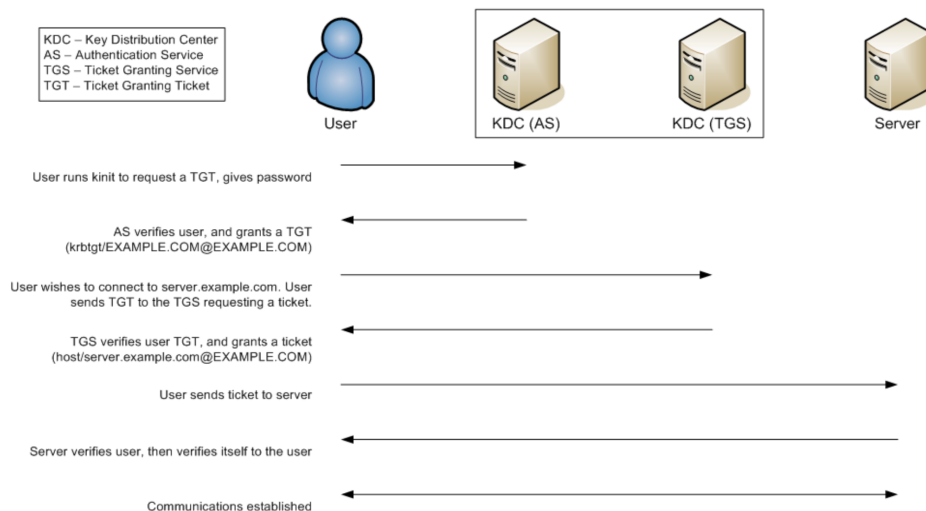 KDC – Key Distribution Center
AS – Authentication Service
TGS – Ticket Granting Service
TGT – Ticket Granting Ticket
User
KDC (AS)
KDC (TGS)
Server
User runs kinit to request a TGT, gives password
AS verifies user, and grants a TGT
(krbtgt/EXAMPLE.COM@EXAMPLE.COM)
User wishes to connect to server.example.com. User
sends TGT to the TGS requesting a ticket.
TGS verifies user TGT, and grants a ticket
(host/server.example.com@EXAMPLE.COM)
User sends ticket to server
Server verifies user, then verifies itself to the user
Communications established